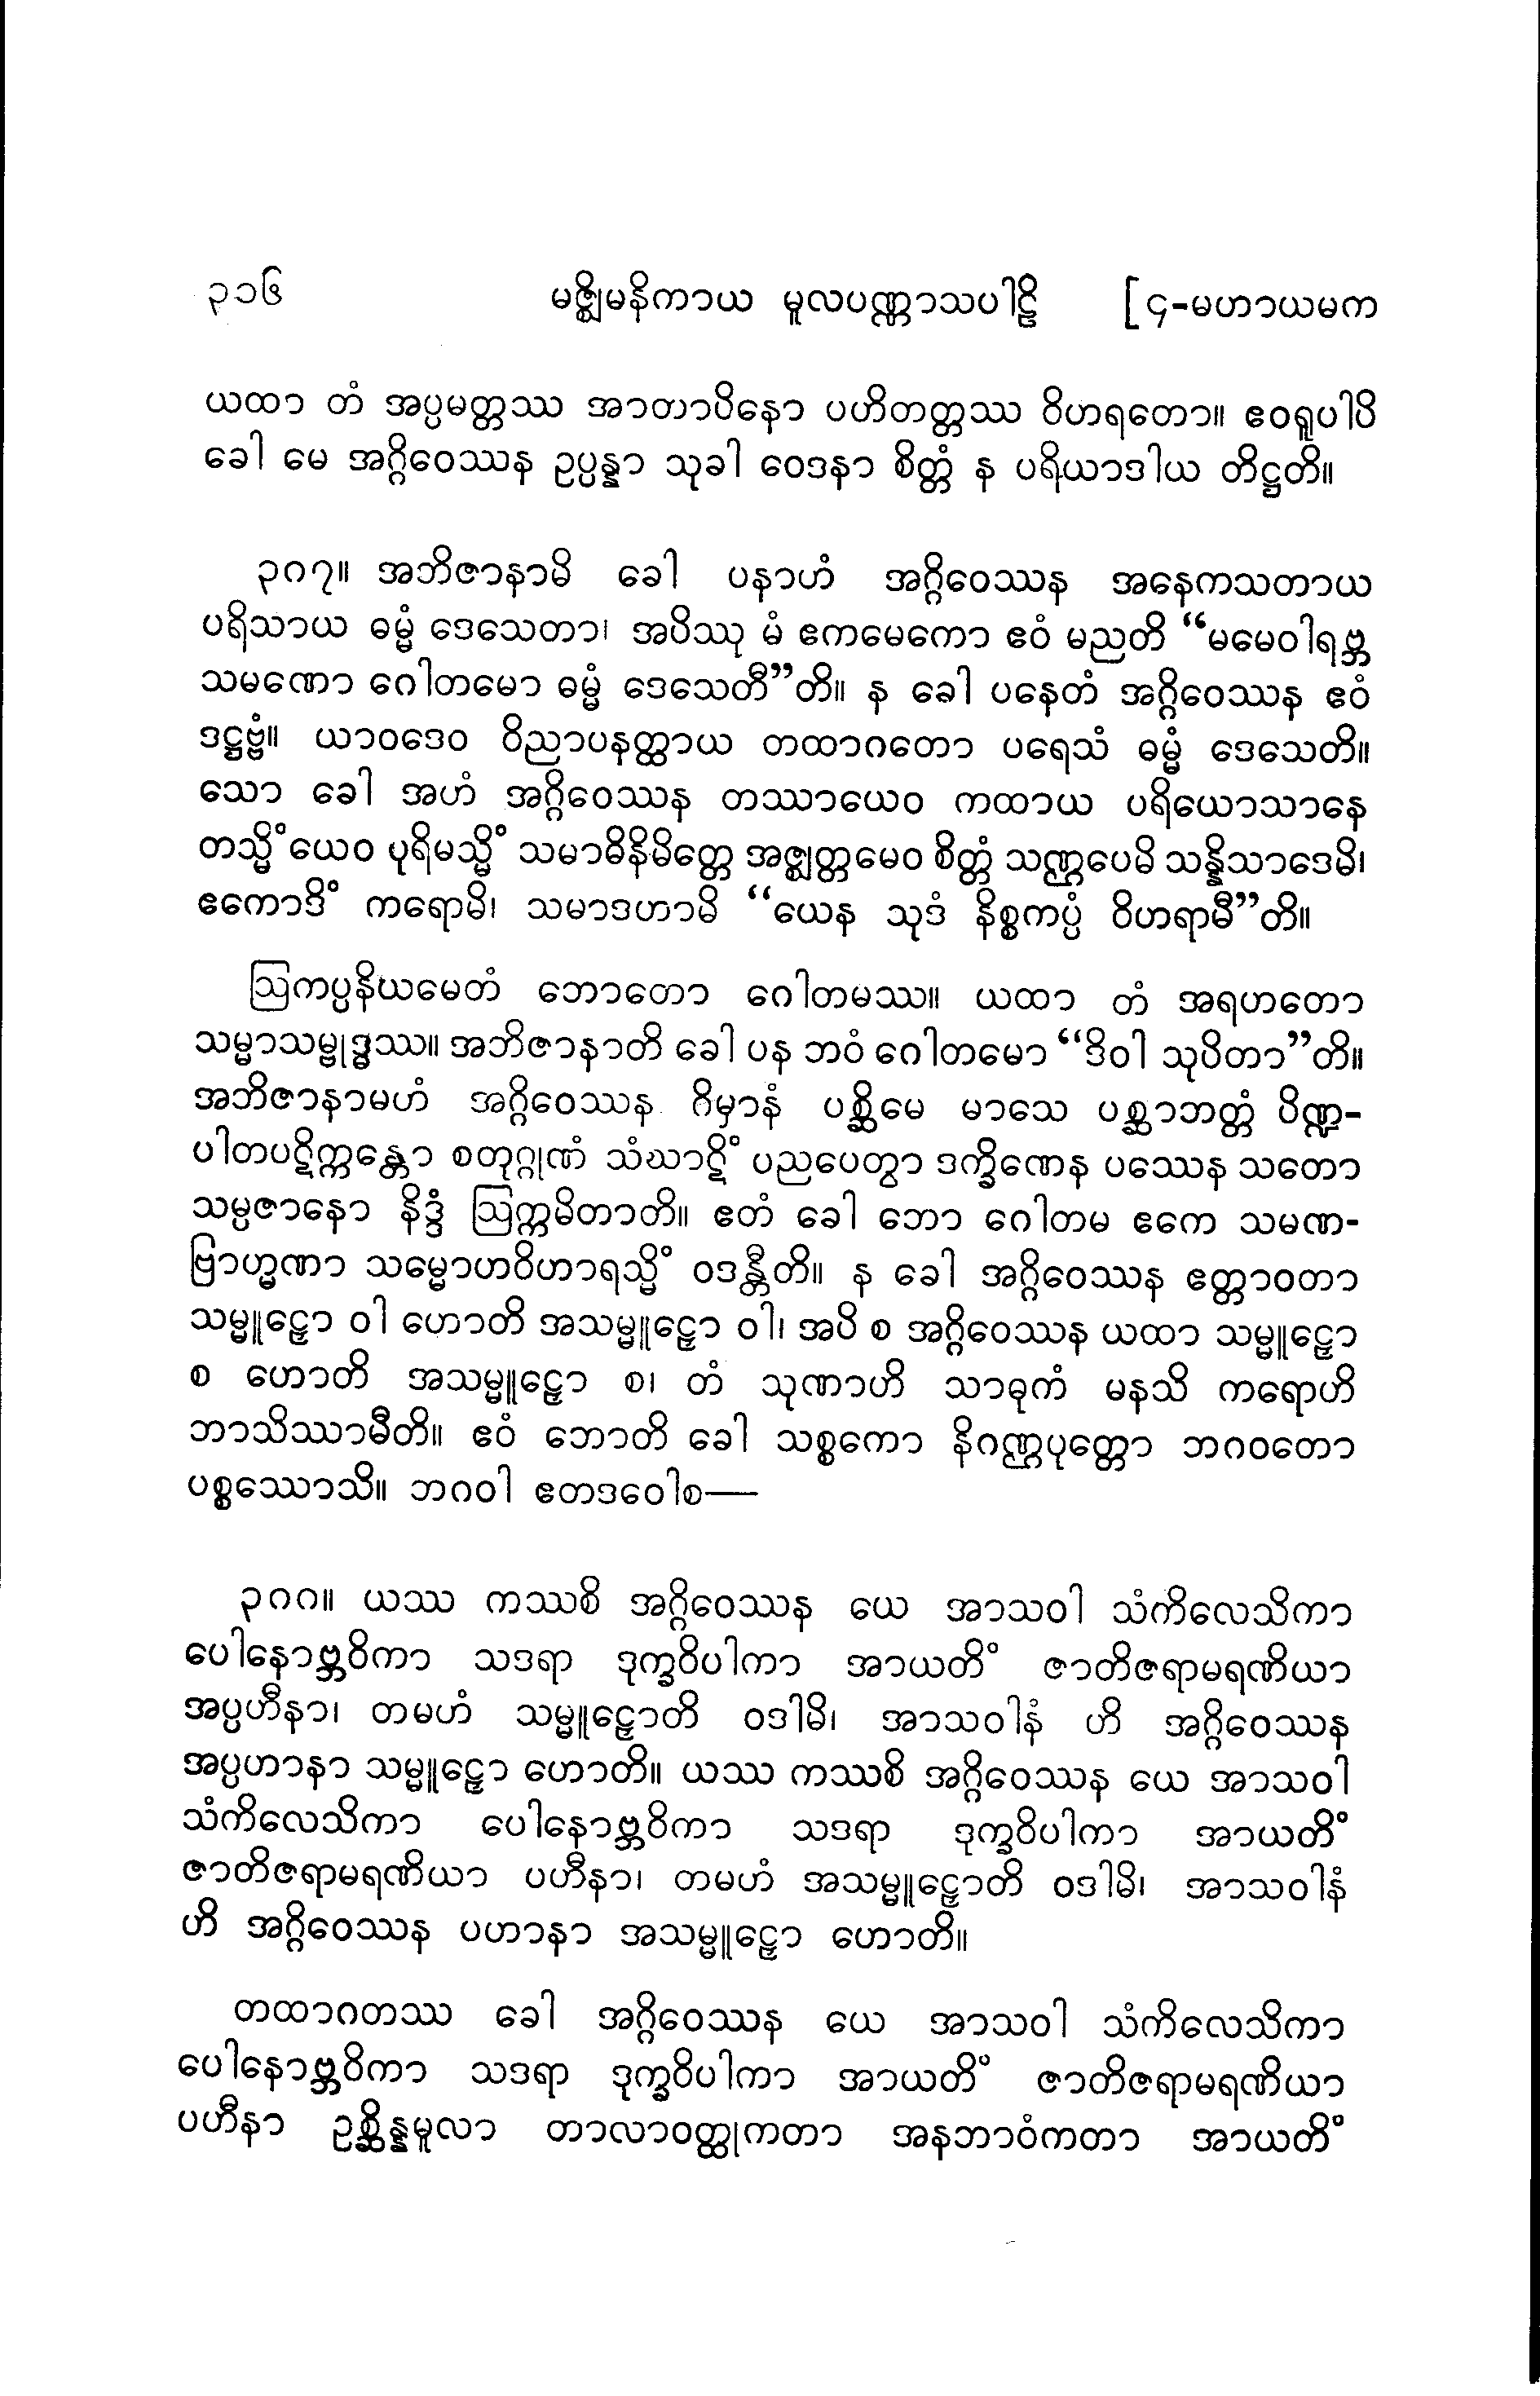 ၃၁၆ မဇ္ဈိမနိကာယ မူလပဏ္ဏာသပါဠိ [၄-မဟာယမက
ယထာ တံ အပ္ပမတ္တဿ အာတာပိနော ပဟိတတ္တဿ ဝိဟရတော။ ဧဝရူပါပိ
ခေါ မေ အဂ္ဂိဝေဿန ဥပ္ပန္နာ သုခါ ဝေဒနာ စိတ္တံ န ပရိယာဒါယ တိဋ္ဌတိ။
၃၈၇။ အဘိဇာနာမိ ခေါ ပနာဟံ အဂ္ဂိဝေဿန အနေကသတာယ
ပရိသာယ ဓမ္မံ ဒေသေတာ၊ အပိဿု မံ ဧကမေကော ဧဝံ မညတိ “မမေဝါရဗ္ဘ
သမဏော ဂေါတမော ဓမ္မံ ဒေသေတီ”တိ။ န ခေါ ပနေတံ အဂ္ဂိဝေဿန ဧဝံ
ဒဋ္ဌဗ္ဗံ။ ယာဝဒေဝ ဝိညာပနတ္ထာယ တထာဂတော ပရေသံ ဓမ္မံ ဒေသေတိ။
သော ခေါ အဟံ အဂ္ဂိဝေဿန တဿာယေဝ ကထာယ ပရိယောသာနေ
တသ္မိံယေဝ ပုရိမသ္မိံ သမာဓိနိမိတ္တေ အဇ္ဈတ္တမေဝ စိတ္တံ သဏ္ဌပေမိ သန္နိသာဒေမိ၊
ဧကောဒိံ ကရောမိ၊ သမာဒဟာမိ “ယေန သုဒံ နိစ္စကပ္ပံ ဝိဟရာမီ”တိ။
ဩကပ္ပနိယမေတံ ဘောတော ဂေါတမဿ။ ယထာ တံ အရဟတော
သမ္မာသမ္ဗုဒ္ဓဿ။ အဘိဇာနာတိ ခေါ ပန ဘဝံ ဂေါတမော “ဒိဝါ သုပိတာ”တိ။
အဘိဇာနာမဟံ အဂ္ဂိဝေဿန ဂိမှာနံ ပစ္ဆိမေ မာသေ ပစ္ဆာဘတ္တံ ပိဏ္ဍ-
ပါတပဋိက္ကန္တော စတုဂ္ဂုဏံ သံဃာဋိံ ပညပေတွာ ဒက္ခိဏေန ပဿေန သတော
သမ္ပဇာနော နိဒ္ဒံ ဩက္ကမိတာတိ။ ဧတံ ခေါ ဘော ဂေါတမ ဧကေ သမဏ-
ဗြာဟ္မဏာ သမ္မောဟဝိဟာရသ္မိံ ဝဒန္တီတိ။ န ခေါ အဂ္ဂိဝေဿန ဧတ္တာဝတာ
သမ္မူဠှော ဝါ ဟောတိ အသမ္မူဠှော ဝါ၊ အပိ စ အဂ္ဂိဝေဿန ယထာ သမ္မူဠှော
စ ဟောတိ အသမ္မူဠှော စ၊ တံ သုဏာဟိ သာဓုကံ မနသိ ကရောဟိ
ဘာသိဿာမီတိ။ ဧဝံ ဘောတိ ခေါ သစ္စကော နိဂဏ္ဌပုတ္တော ဘဂဝတော
ပစ္စဿောသိ။ ဘဂဝါ ဧတဒဝေါစ—
၃၈၈။ ယဿ ကဿစိ အဂ္ဂိဝေဿန ယေ အာသဝါ သံကိလေသိကာ
ပေါနောဗ္ဘဝိကာ သဒရာ ဒုက္ခဝိပါကာ အာယတိံ ဇာတိဇရာမရဏိယာ
အပ္ပဟီနာ၊ တမဟံ သမ္မူဠှောတိ ဝဒါမိ၊ အာသဝါနံ ဟိ အဂ္ဂိဝေဿန
အပ္ပဟာနာ သမ္မူဠှော ဟောတိ။ ယဿ ကဿစိ အဂ္ဂိဝေဿန ယေ အာသဝါ
သံကိလေသိကာ ပေါနောဗ္ဘဝိကာ သဒရာ ဒုက္ခဝိပါကာ အာယတိံ
ဇာတိဇရာမရဏိယာ ပဟီနာ၊ တမဟံ အသမ္မူဠှောတိ ဝဒါမိ၊ အာသဝါနံ
ဟိ အဂ္ဂိဝေဿန ပဟာနာ အသမ္မူဠှော ဟောတိ။
တထာဂတဿ ခေါ အဂ္ဂိဝေဿန ယေ အာသဝါ သံကိလေသိကာ
ပေါနောဗ္ဘဝိကာ သဒရာ ဒုက္ခဝိပါကာ အာယတိံ ဇာတိဇရာမရဏိယာ
ပဟီနာ ဥစ္ဆိန္နမူလာ တာလာဝတ္ထုကတာ အနဘာဝံကတာ အာယတိံ